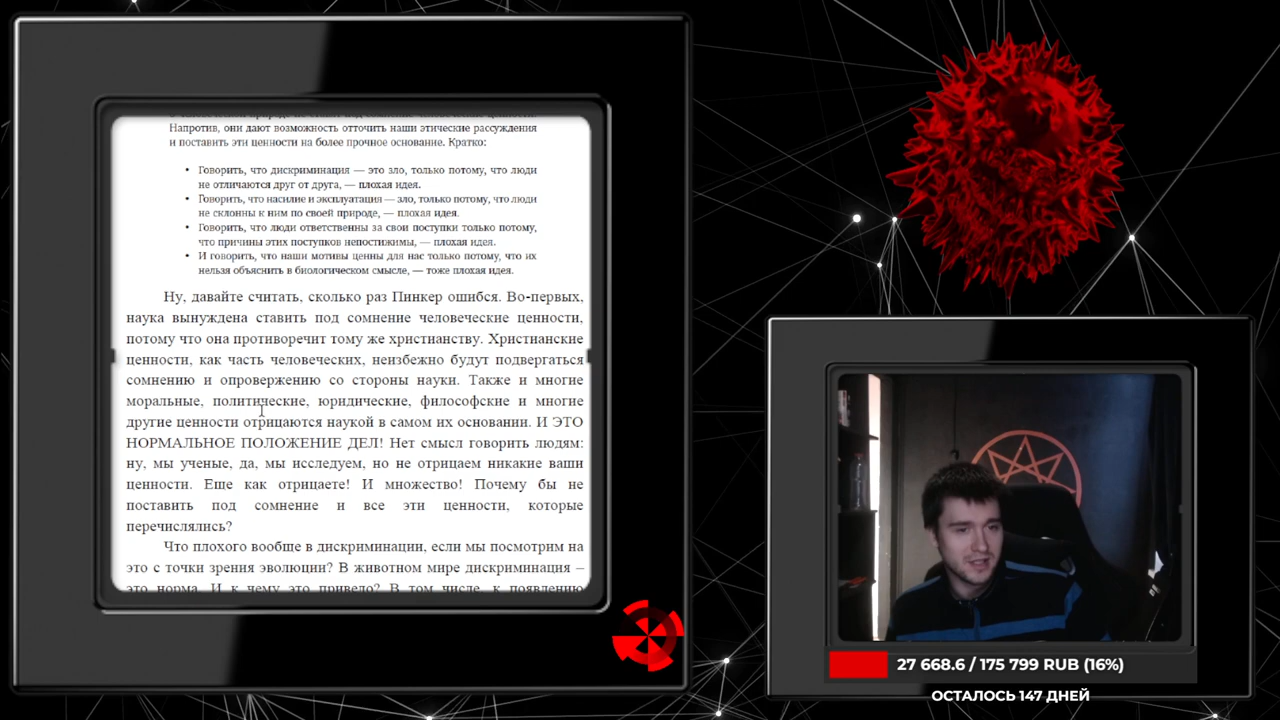 Напротив, они дают возможность отточить наши этические рассуждения
и поставить эти ценности на более прочное основание. Кратко:
• Говорить, что дискриминация — это зло, только потому, что люди
не отличаются друг от друга, — плохая идея.
• Говорить, что насилие и эксплуатация — зло, только потому, что люди
не склонны к ним по своей природе, — плохая идея.
• Говорить, что люди ответственны за свои поступки только потому,
что причины этих поступков непостижимы, — плохая идея.
• И говорить, что наши мотивы ценны для нас только потому, что их
нельзя объяснить в биологическом смысле, — тоже плохая идея.
Ну, давайте считать, сколько раз Пинкер ошибся. Во-первых,
наука вынуждена ставить под сомнение человеческие ценности,
потому что она противоречит тому же христианству. Христианские
ценности, как часть человеческих, неизбежно будут подвергаться
сомнению и опровержению со стороны науки. Также и многие
моральные, политические, юридические, философские и многие
другие ценности отрицаются наукой в самом их основании. И ЭТО
НОРМАЛЬНОЕ ПОЛОЖЕНИЕ ДЕЛ! Нет смысл говорить людям:
ну, мы ученые, да, мы исследуем, но не отрицаем никакие ваши
ценности. Еще как отрицаете! И множество! Почему бы не
поставить под сомнение и все эти ценности, которые
перечислялись?
Что плохого вообще в дискриминации, если мы посмотрим на
это с точки зрения эволюции? В животном мире дискриминация –
это норма. И к чему это привело? В том числе, к появлению
27 668.6 / 175 799 RUB (16%)
ОСТАЛОСЬ 147 ДНЕЙ